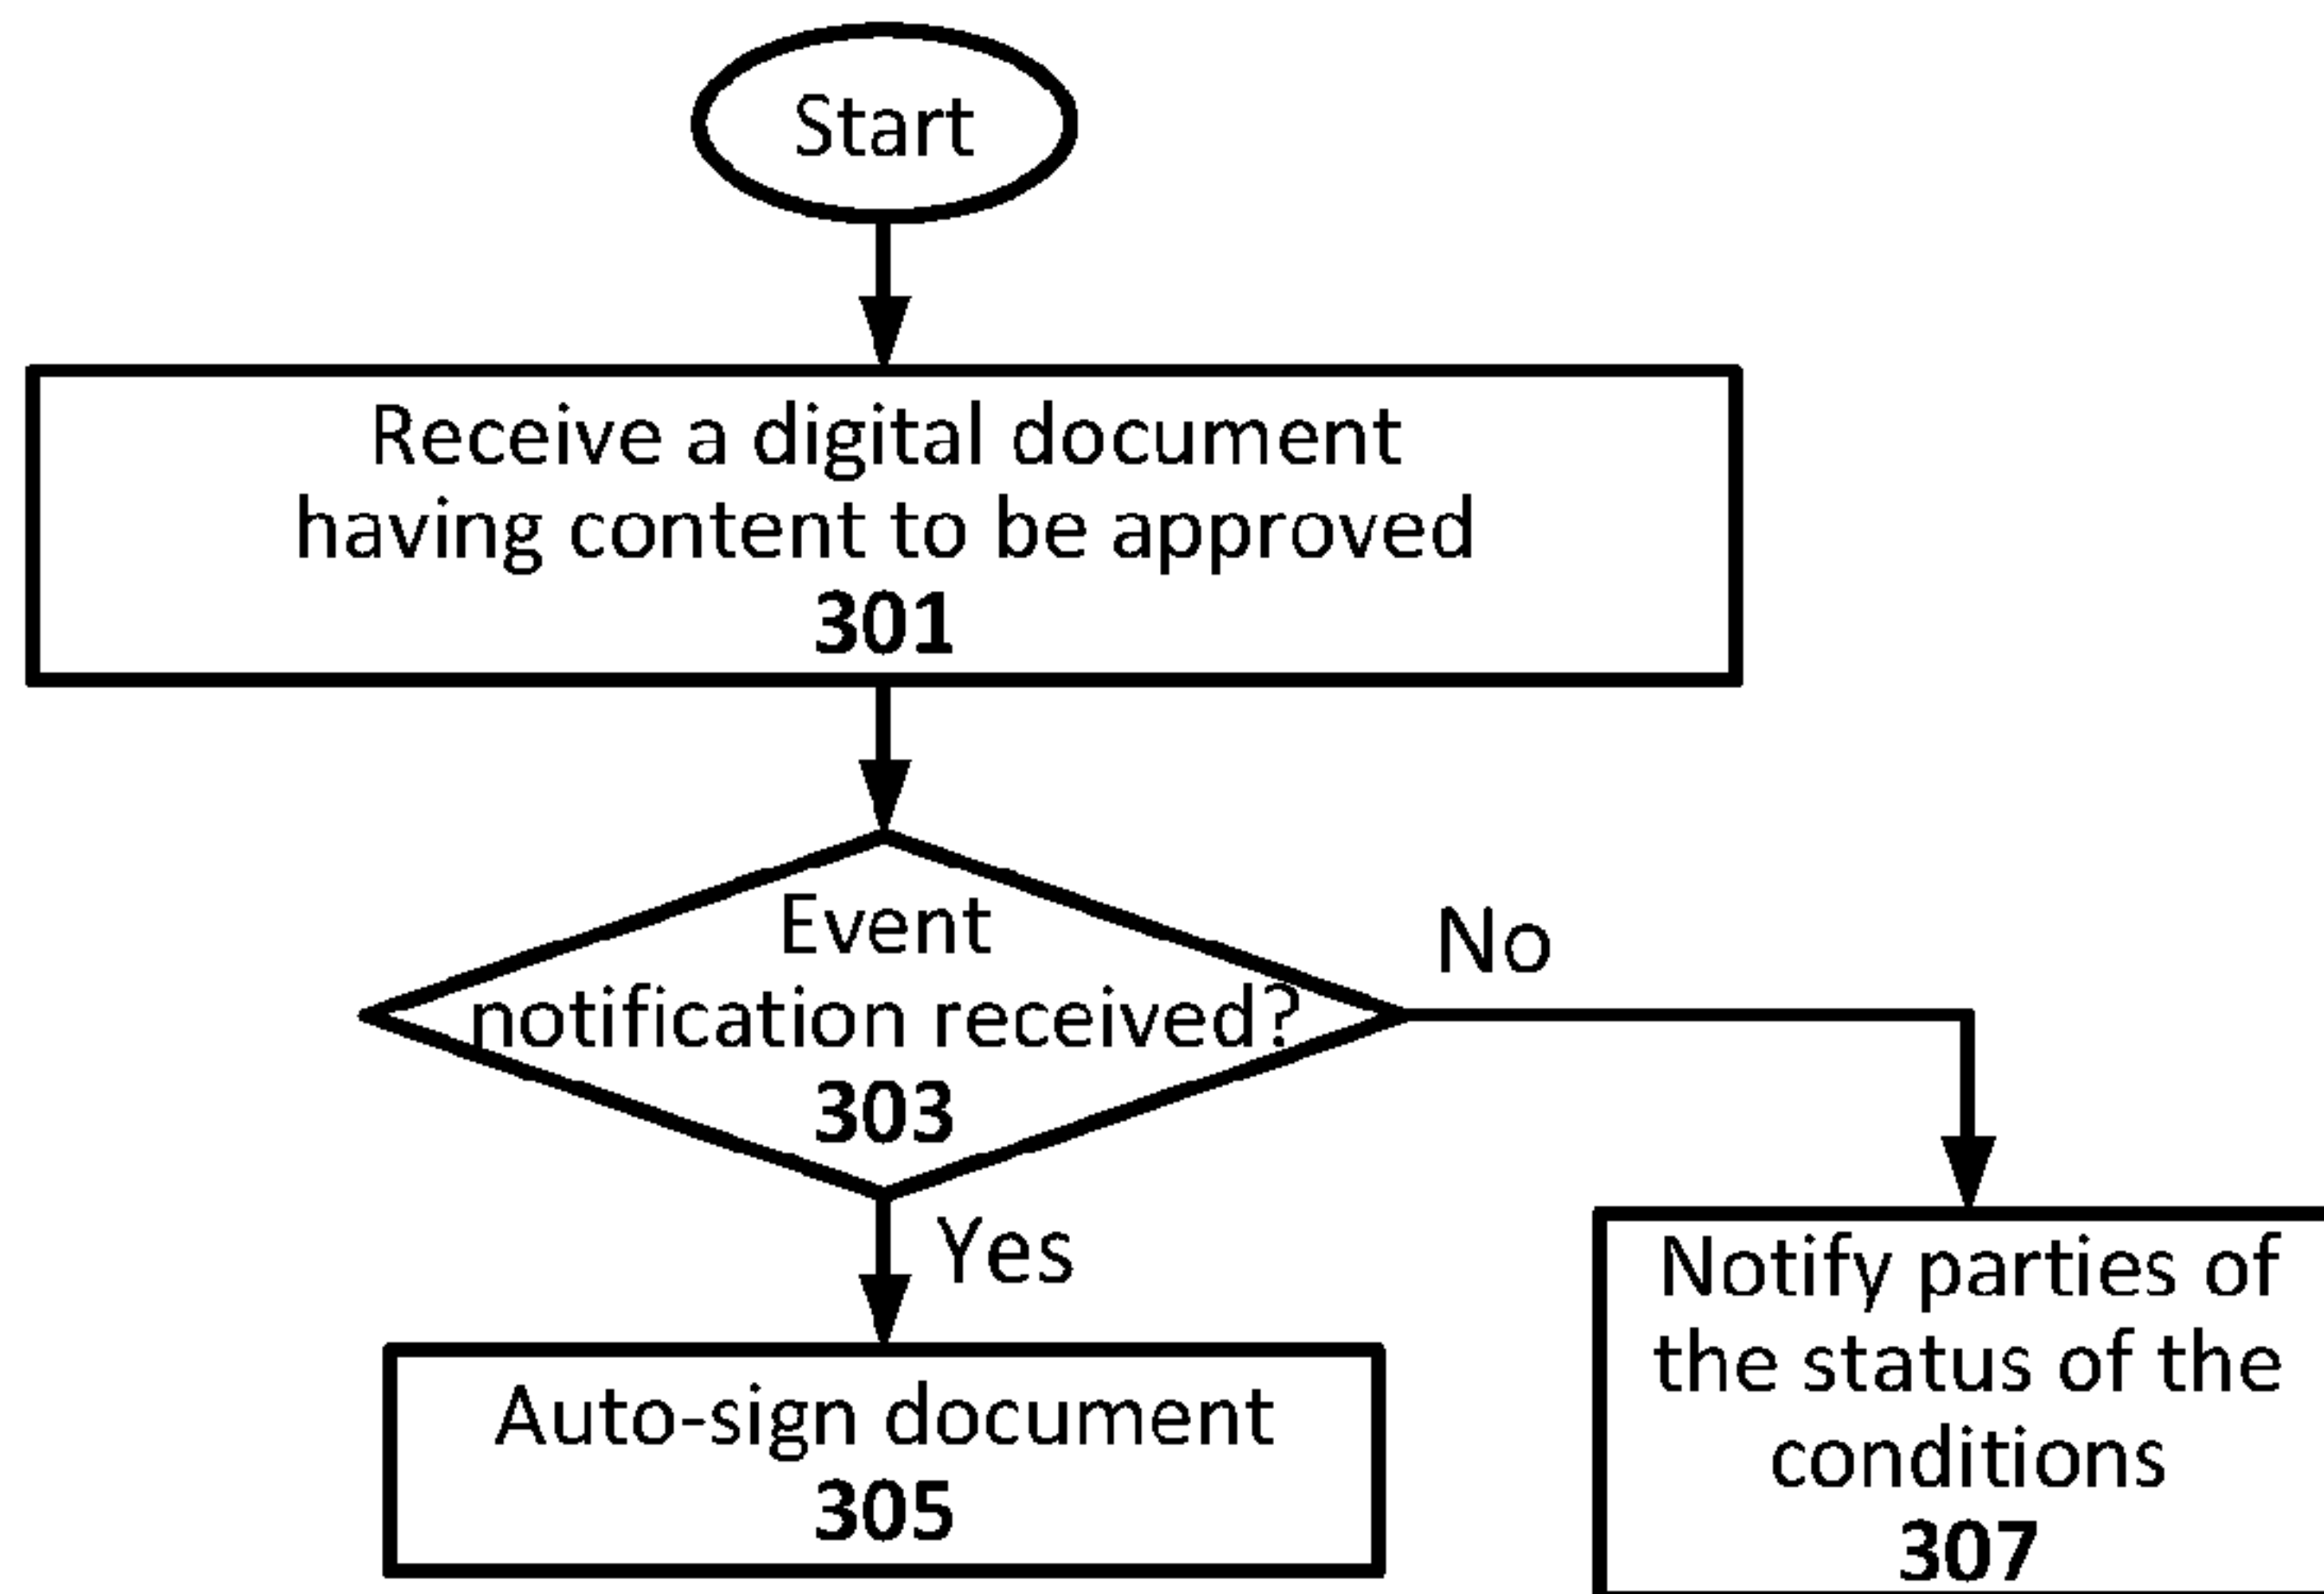 Start
Receive a digital document
having content to be approved
301
Event
notification received?
303
No
Yes
Auto-sign document
305
Notify parties of
the status of the
conditions
307